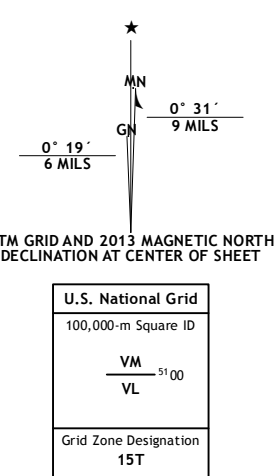 ★
MN
0° 31´
9 MILS
GN
0° 19´
6 MILS
TM GRID AND 2013 MAGNETIC NORTH
DECLINATION AT CENTER OF SHEET
U.S. National Grid
100,000-m Square ID
VM
5100
VL
Grid Zone Designation
15T